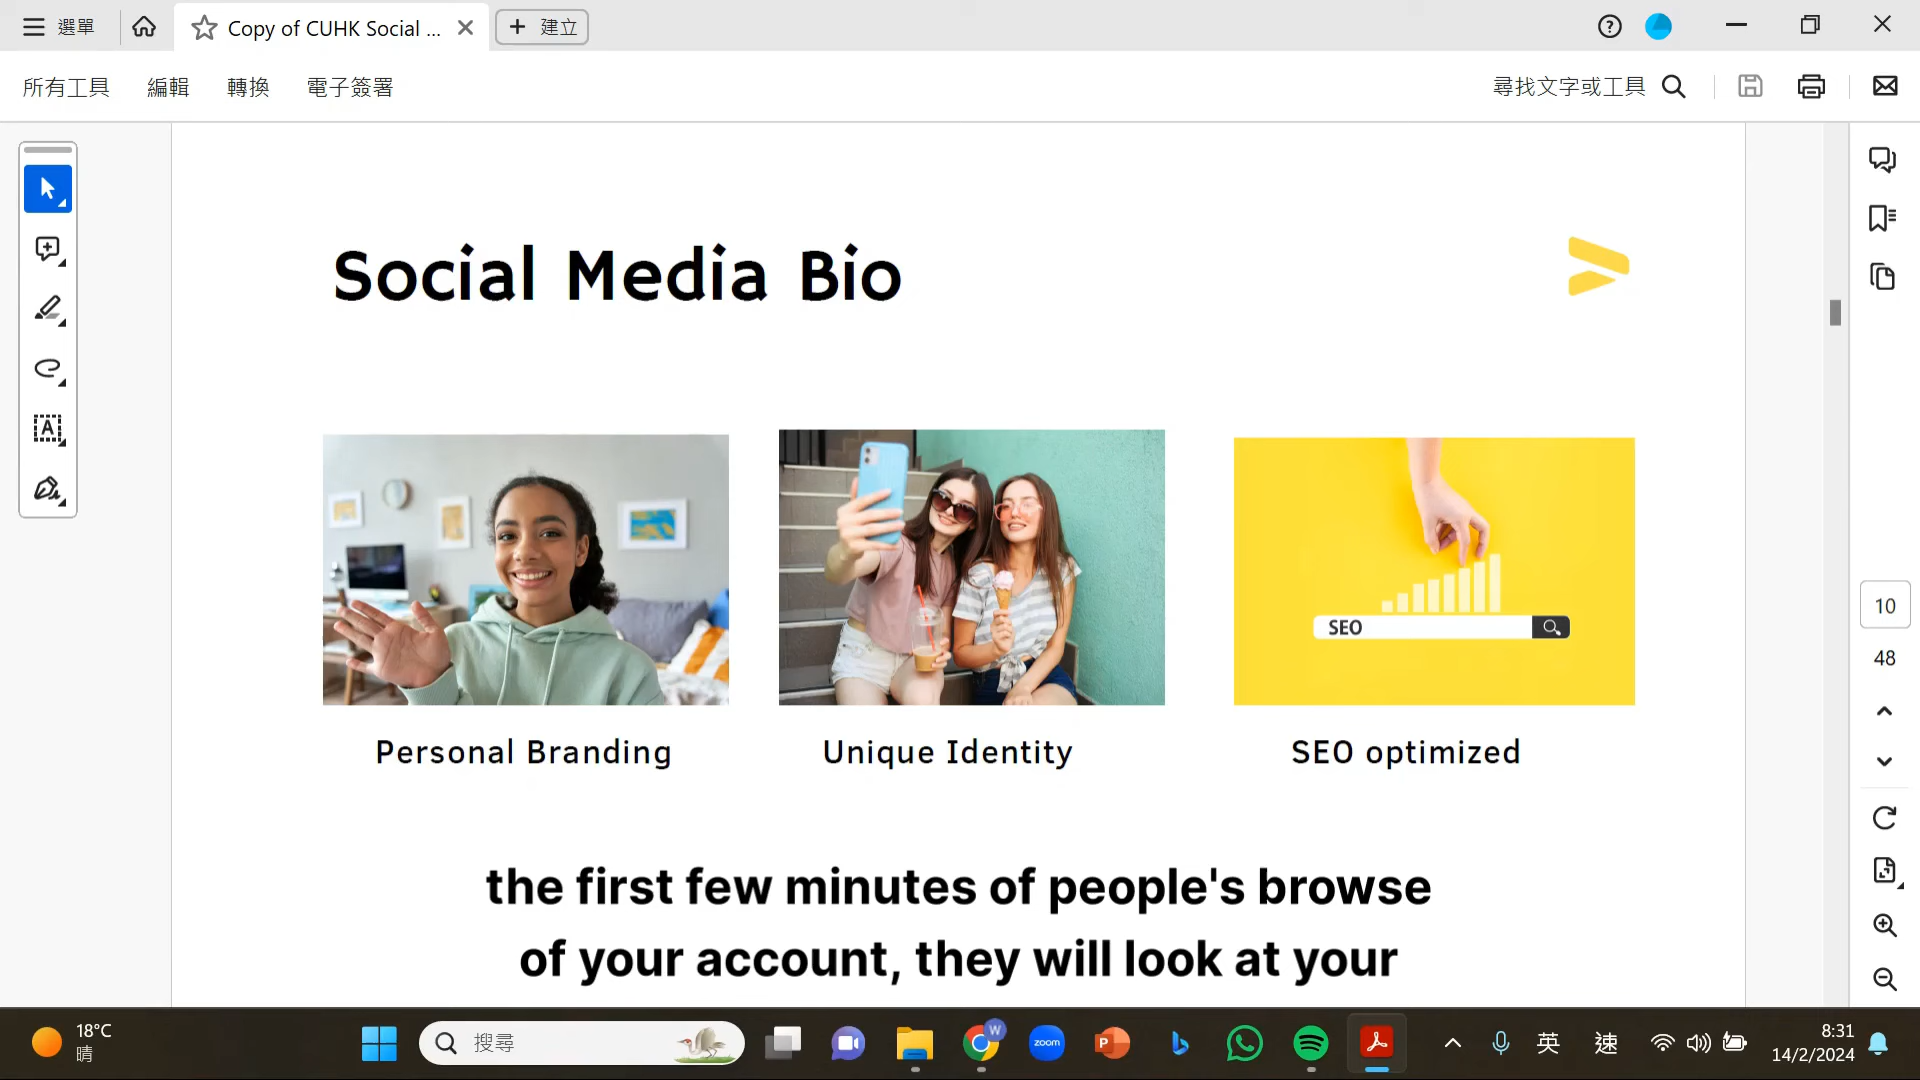 選單
Copy of CUHK Social ...
建立
所有工具
編輯
轉換
電子簽署
尋找文字或工具
Social Media Bio
SEO
Personal Branding
Unique Identity
SEO optimized
the first few minutes of people's browse
of your account, they will look at your
10
48
18°C
晴
搜尋
W
zoom
P
英
速
8:31
14/2/2024